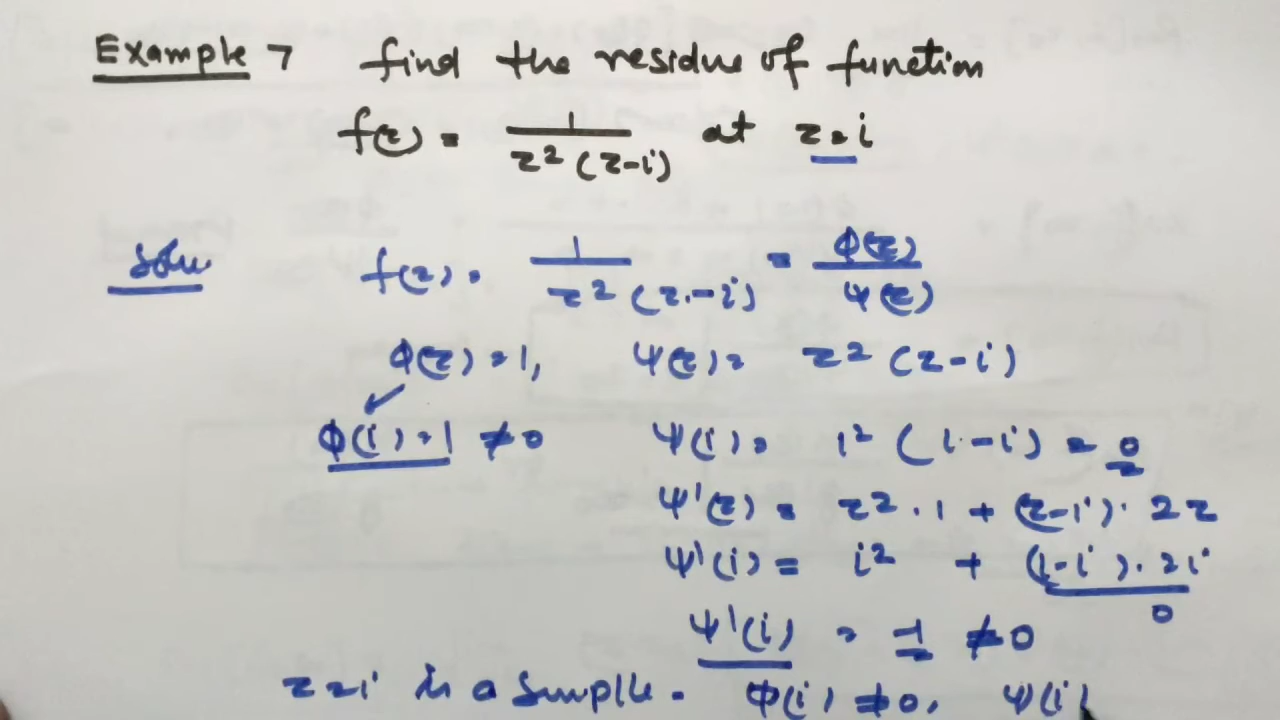 Example 7 find the residue of function
f(z) = 1 / z² (z-i) at z=i
Soln. f(z) = 1 / z² (z-i) = φ(z) / ψ(z)
φ(z) = 1, ψ(z) = z² (z-i)
φ(i) = 1 ≠ 0 ψ(i) = i² (i-i) = 0
ψ'(z) = z² . 1 + (z-i) . 2z
ψ'(i) = i² + (i-i) . 2i
0
ψ'(i) = -1 ≠ 0
z=i is a simple. φ(i) ≠ 0, ψ(i)